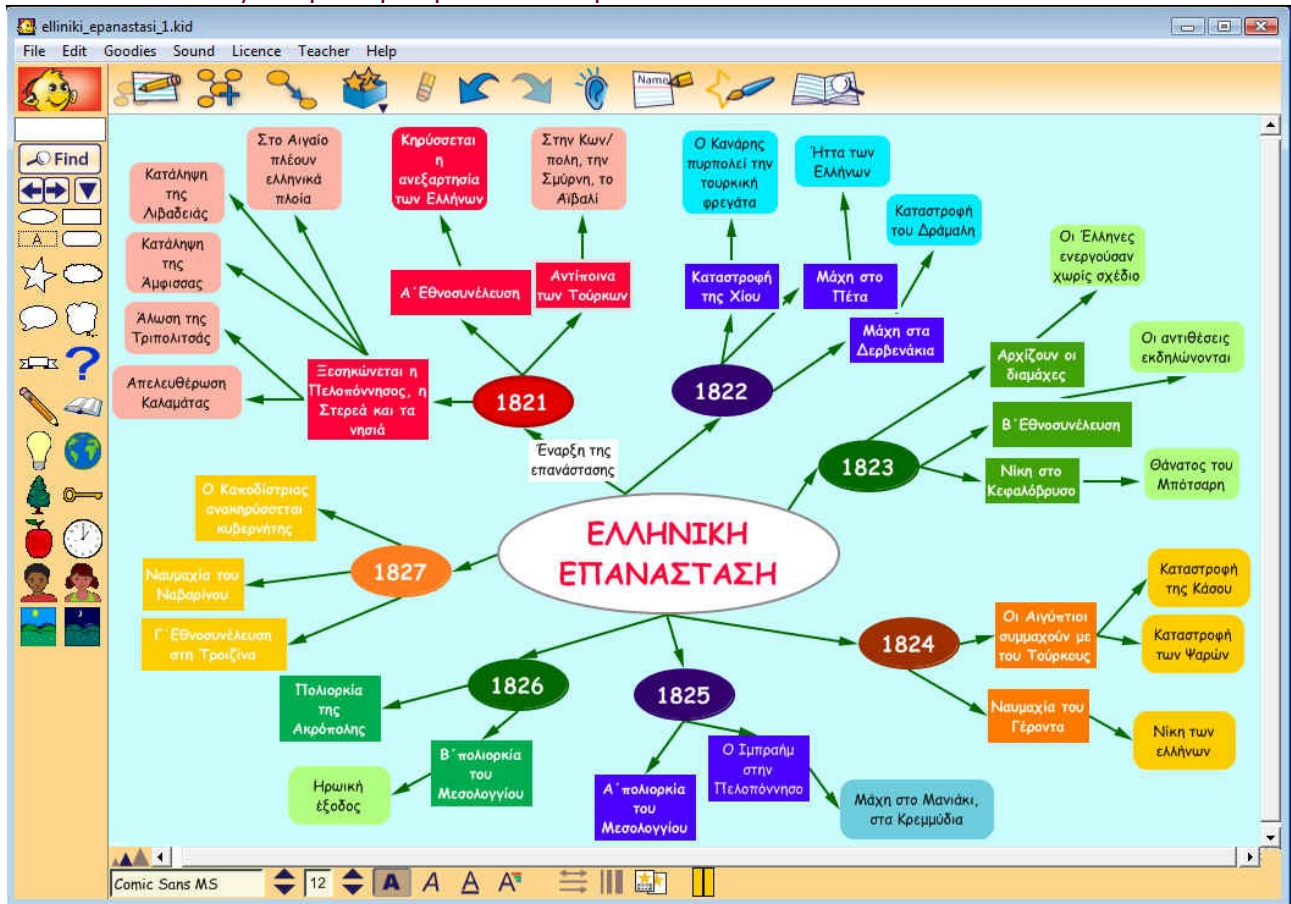 elliniki_epanastasi_1.kid
File Edit Goodies Sound Licence Teacher Help
Name
Find
A
Στο Αιγαίο
πλέουν
ελληνικά
πλοία
Κηρύσσεται
η
ανεξαρτησία
των Ελλήνων
Στην Κων/
πολη, την
Σμύρνη, το
Αϊβαλί
Ο Κανάρης
πυρπολεί την
τουρκική
φρεγάτα
Ήττα των
Ελλήνων
Κατάληψη
της
Λιβαδειάς
Καταστροφή
του Δράμαλη
Οι Έλληνες
ενεργούσαν
χωρίς σχέδιο
Κατάληψη
της
Άμφισσας
Α΄Εθνοσυνέλευση
Αντίποινα
των Τούρκων
Καταστροφή
της Χίου
Μάχη στο
Πέτα
Άλωση της
Τριπολιτσάς
Μάχη στα
Δερβενάκια
Οι αντιθέσεις
εκδηλώνονται
Αρχίζουν οι
διαμάχες
Απελευθέρωση
Καλαμάτας
Ξεσηκώνεται η
Πελοπόννησος, η
Στερεά και τα
νησιά
1821
1822
Β΄Εθνοσυνέλευση
Έναρξη της
επανάστασης
1823
Νίκη στο
Κεφαλόβρυσο
Θάνατος του
Μπότσαρη
Ο Καποδίστριας
ανακηρύσσεται
κυβερνήτης
ΕΛΛΗΝΙΚΗ
ΕΠΑΝΑΣΤΑΣΗ
1827
Ναυμαχία του
Ναβαρίνου
Γ΄Εθνοσυνέλευση
στη Τροιζίνα
Καταστροφή
της Κάσου
1824
Οι Αιγύπτιοι
συμμαχούν με
του Τούρκους
Καταστροφή
των Ψαρών
1826
1825
Πολιορκία
της
Ακρόπολης
Ναυμαχία του
Γέροντα
Νίκη των
ελλήνων
Β΄πολιορκία
του
Μεσολογγίου
Ο Ιμπραήμ
στην
Πελοπόννησο
Ηρωική
έξοδος
Α΄πολιορκία
του
Μεσολογγίου
Μάχη στο Μανιάκι,
στα Κρεμμύδια
Comic Sans MS 12 A A A A